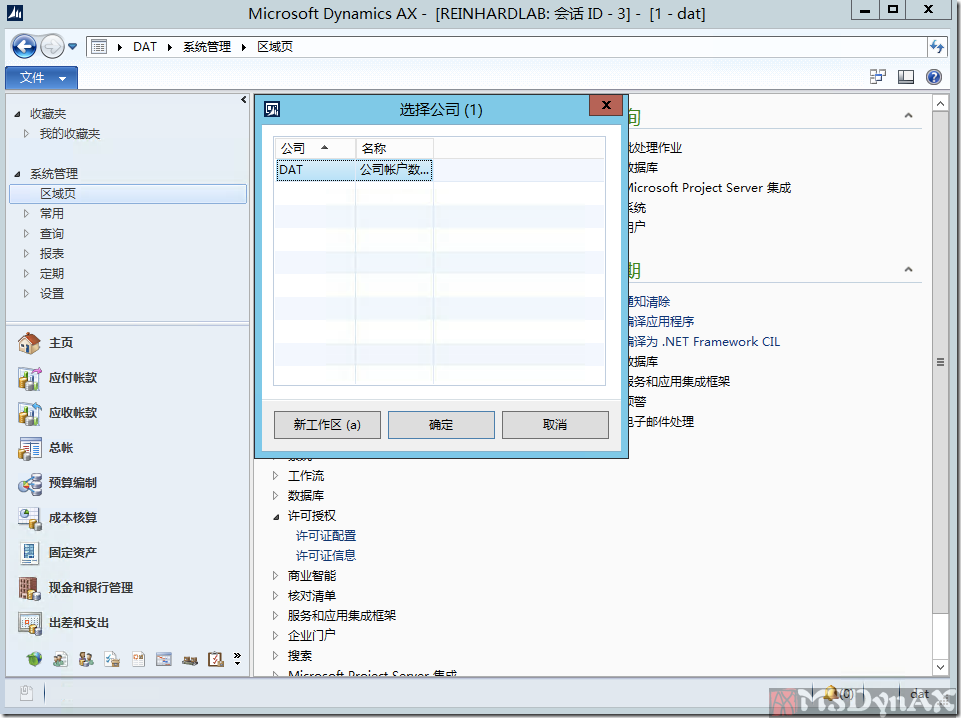 Microsoft Dynamics AX - [REINHARDLAB: 会话 ID - 3] - [1 - dat]
DAT 系统管理 区域页
文件
收藏夹
我的收藏夹
系统管理
区域页
常用
查询
报表
定期
设置
主页
应付帐款
应收帐款
总帐
预算编制
成本核算
固定资产
现金和银行管理
出差和支出
选择公司 (1)
公司 名称
DAT 公司帐户数...
新工作区 (a) 确定 取消
处理作业
数据库
Microsoft Project Server 集成
系统
用户
通知清除
编译应用程序
编译为 .NET Framework CIL
数据库
服务和应用集成框架
预警
电子邮件处理
工作流
数据库
许可授权
许可证配置
许可证信息
商业智能
核对清单
服务和应用集成框架
企业门户
搜索
Microsoft Project Server 集成
(0) dat
MSDynAX